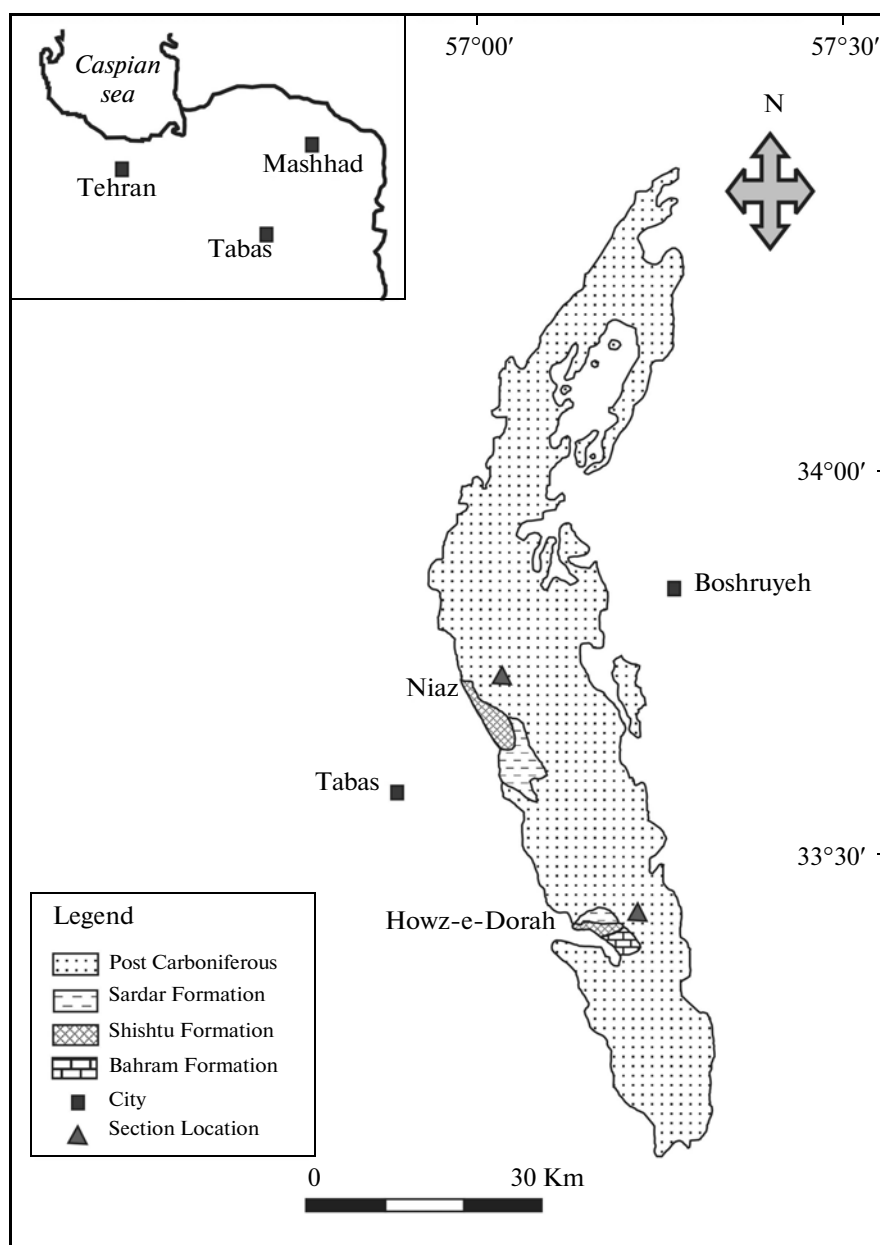 57°00′
57°30′
Caspian
sea
Mashhad
Tehran
Tabas
N
34°00′
Boshruyeh
Niaz
Tabas
33°30′
Howz-e-Dorah
Legend
Post Carboniferous
Sardar Formation
Shishtu Formation
Bahram Formation
City
Section Location
0
30 Km